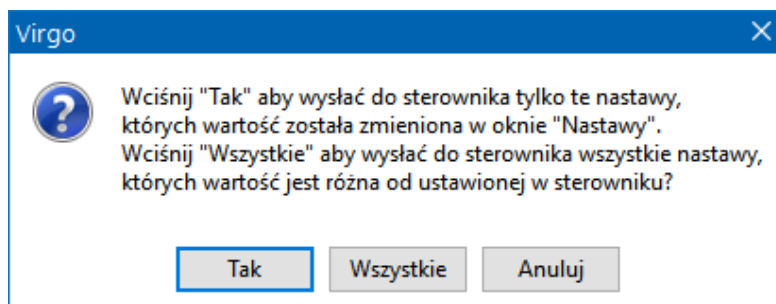 Virgo
Wciśnij "Tak" aby wysłać do sterownika tylko te nastawy,
których wartość została zmieniona w oknie "Nastawy".
Wciśnij "Wszystkie" aby wysłać do sterownika wszystkie nastawy,
których wartość jest różna od ustawionej w sterowniku?
Tak Wszystkie Anuluj